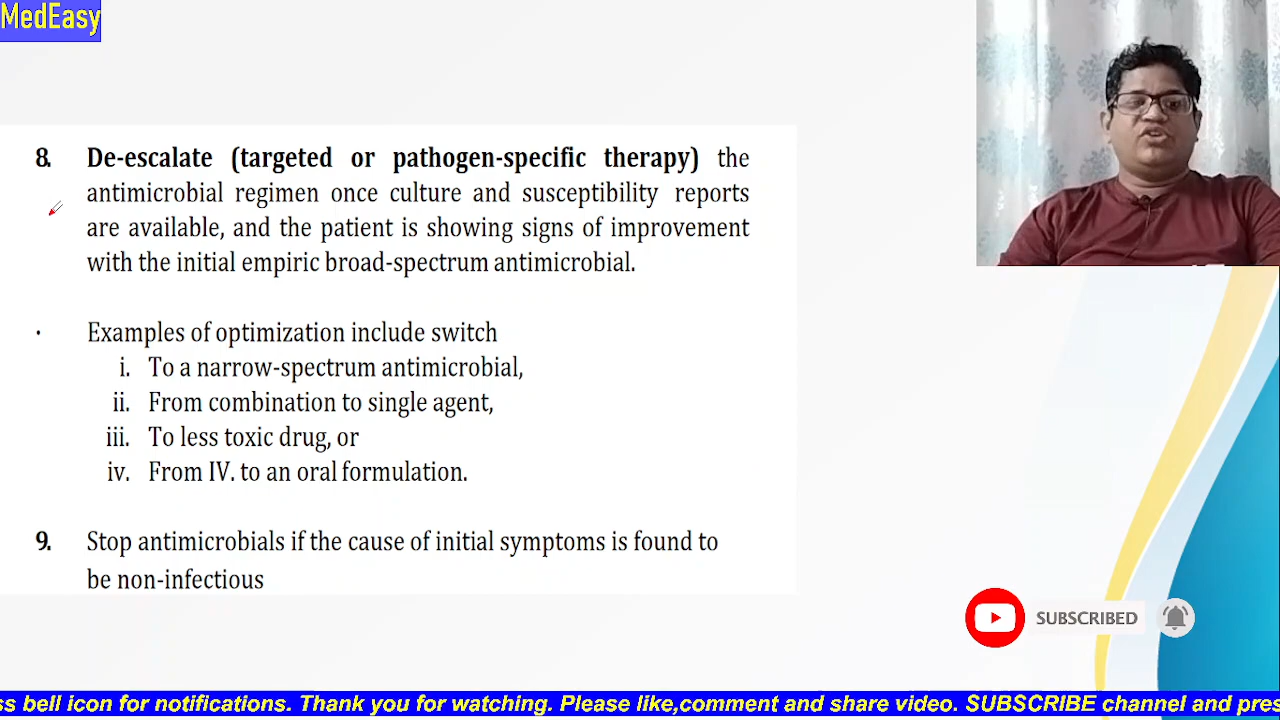 MedEasy
8. De-escalate (targeted or pathogen-specific therapy) the
antimicrobial regimen once culture and susceptibility reports
are available, and the patient is showing signs of improvement
with the initial empiric broad-spectrum antimicrobial.
· Examples of optimization include switch
i. To a narrow-spectrum antimicrobial,
ii. From combination to single agent,
iii. To less toxic drug, or
iv. From IV. to an oral formulation.
9. Stop antimicrobials if the cause of initial symptoms is found to
be non-infectious
SUBSCRIBED
ss bell icon for notifications. Thank you for watching. Please like,comment and share video. SUBSCRIBE channel and pres